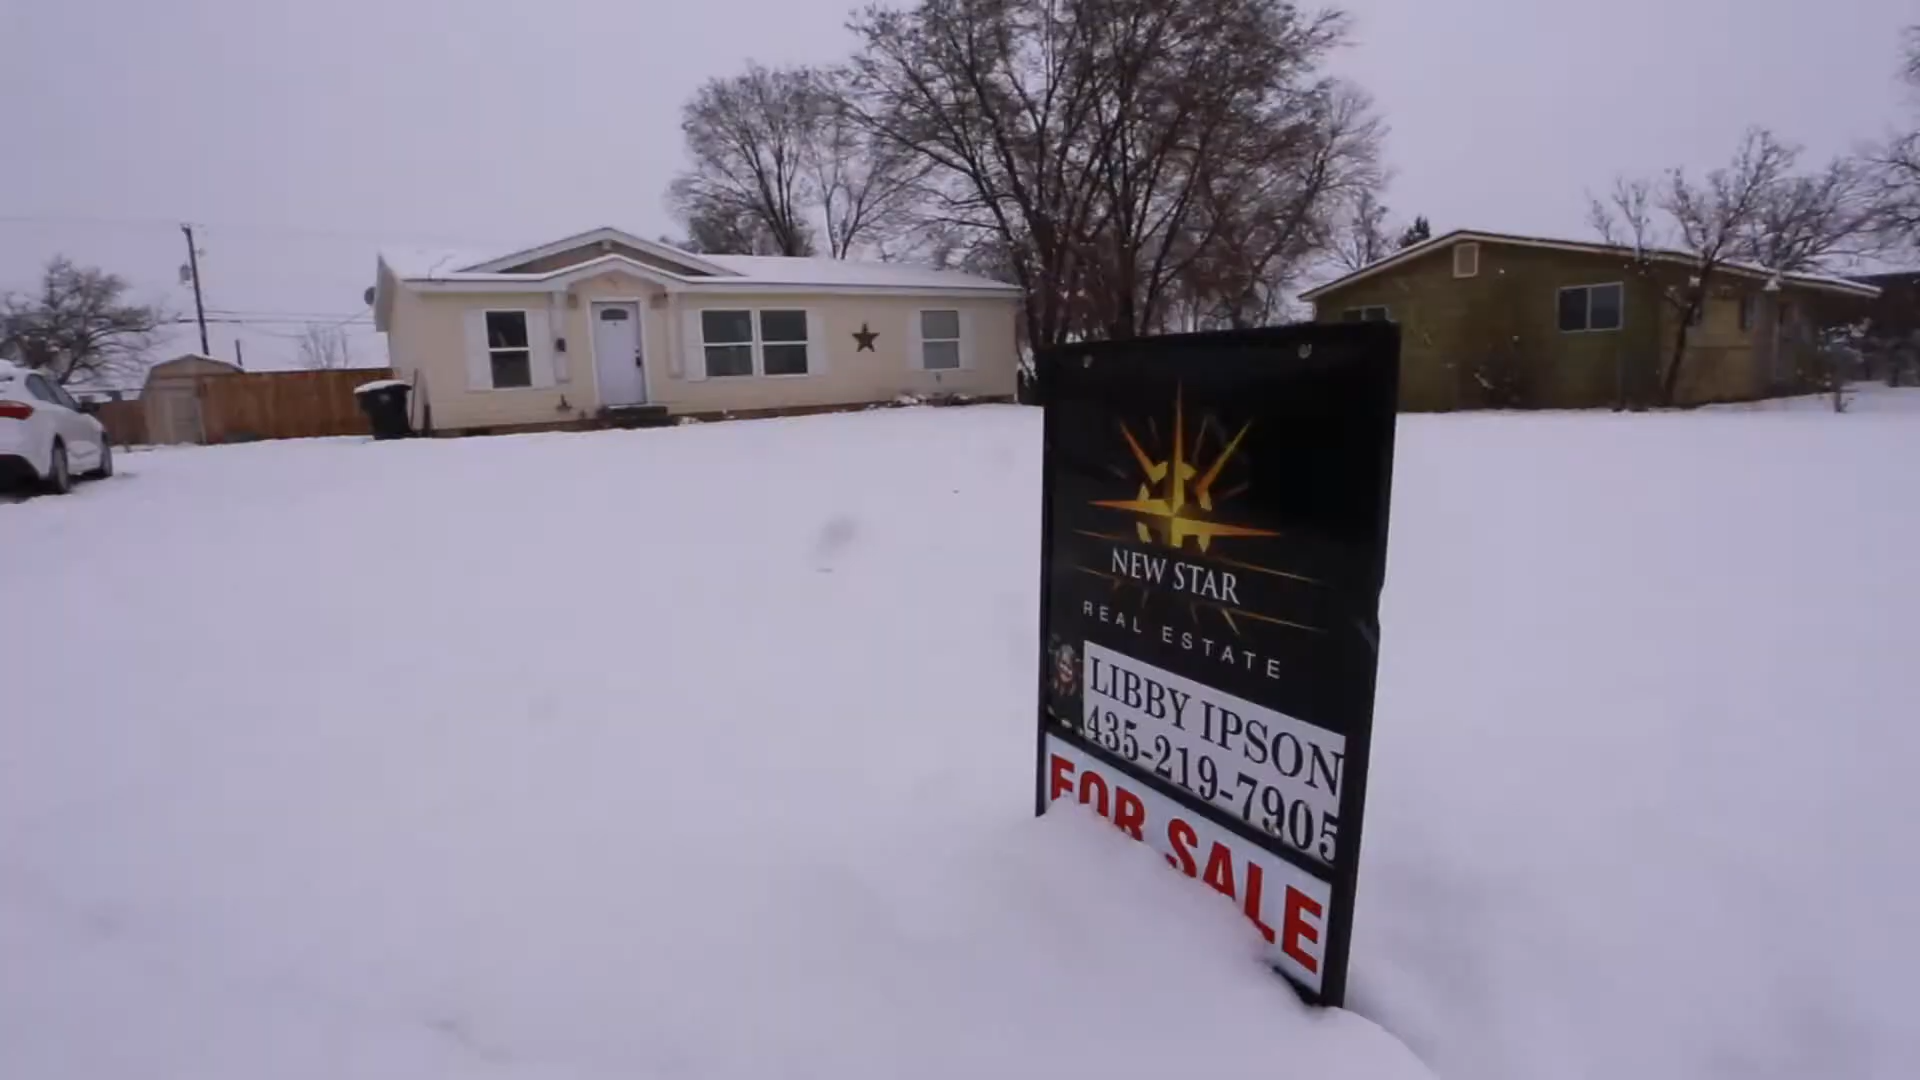 NEW STAR
REAL ESTATE
LIBBY IPSON
435-219-7905
FOR SALE